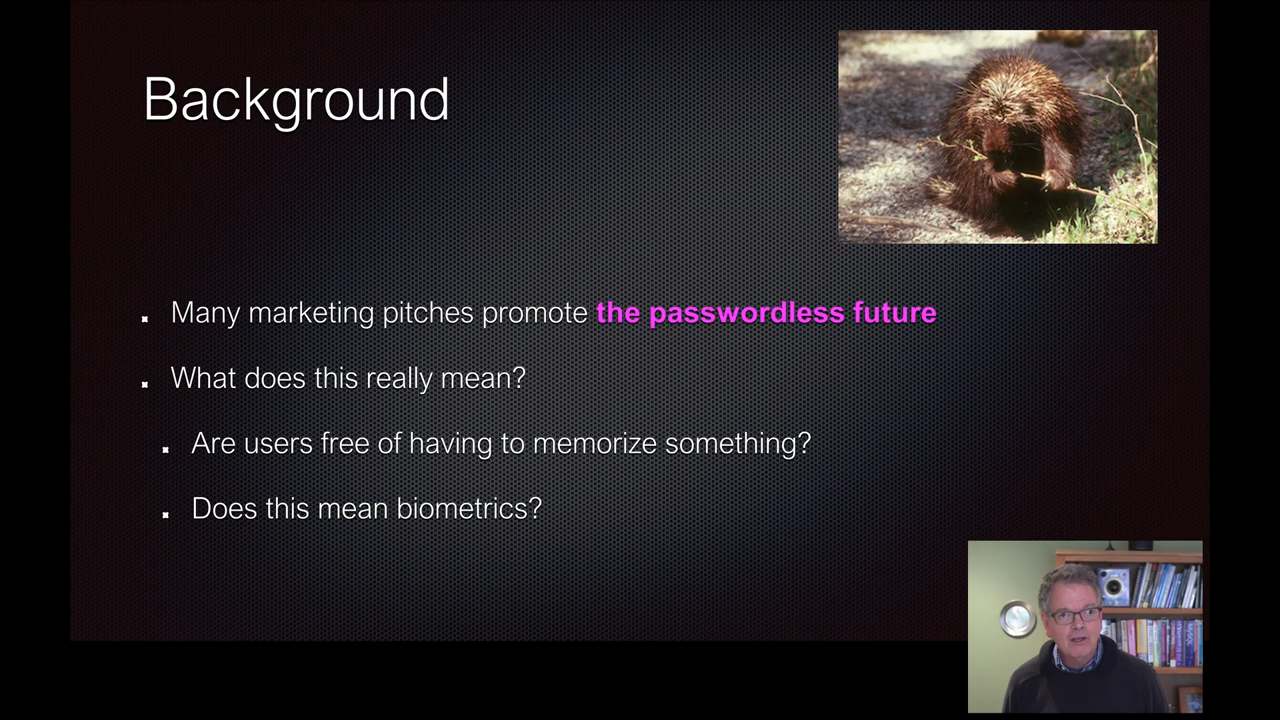 Background
Many marketing pitches promote the passwordless future
What does this really mean?
Are users free of having to memorize something?
Does this mean biometrics?